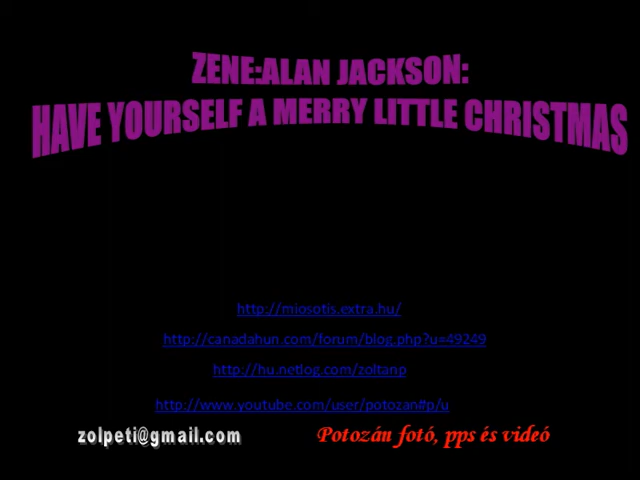 ZENE:ALAN JACKSON:
HAVE YOURSELF A MERRY LITTLE CHRISTMAS
http://miosotis.extra.hu/
http://canadahun.com/forum/blog.php?u=49249
http://hu.netlog.com/zoltanp
http://www.youtube.com/user/potozan#p/u
zolpeti@gmail.com Potozán fotó, pps és videó